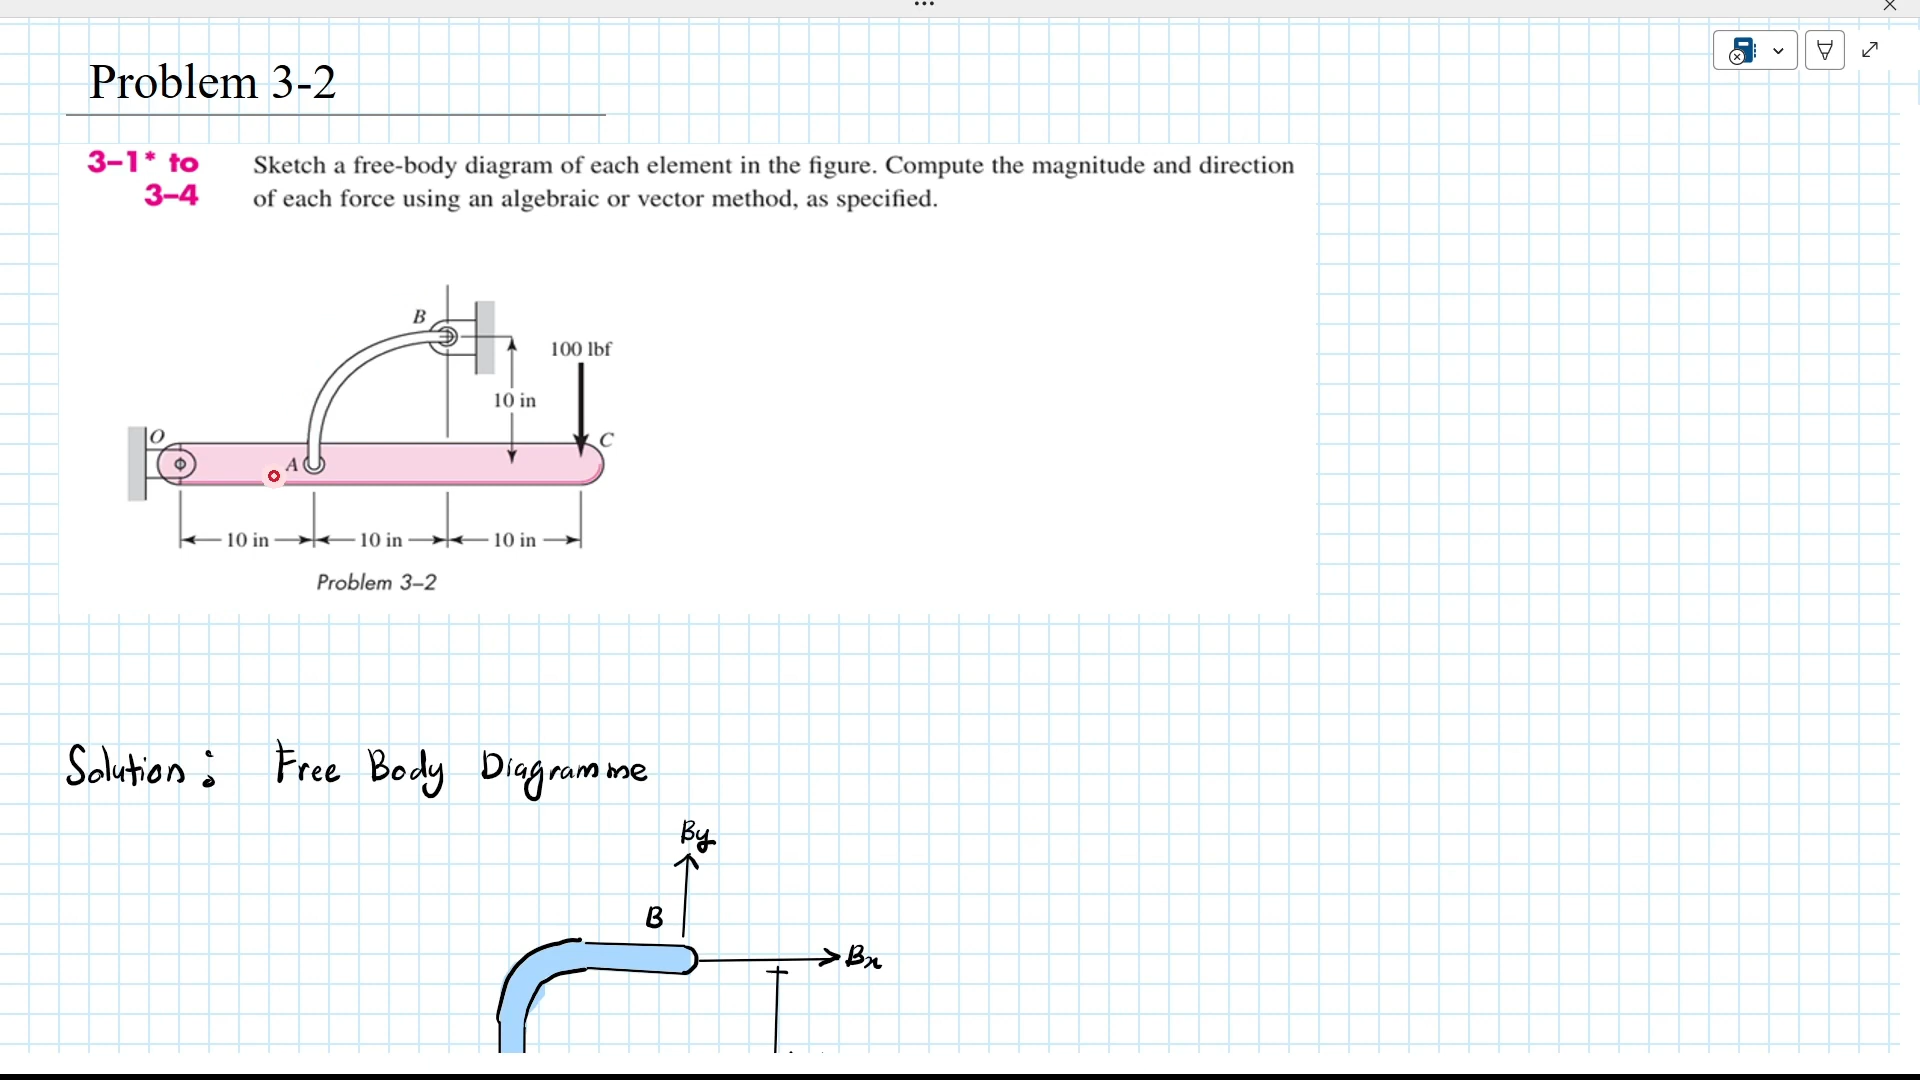 Problem 3-2
3–1* to
3–4
Sketch a free-body diagram of each element in the figure. Compute the magnitude and direction
of each force using an algebraic or vector method, as specified.
B
100 lbf
10 in
O
C
A
10 in 10 in 10 in
Problem 3–2
Solution : Free Body Diagramme
By
B
Bx